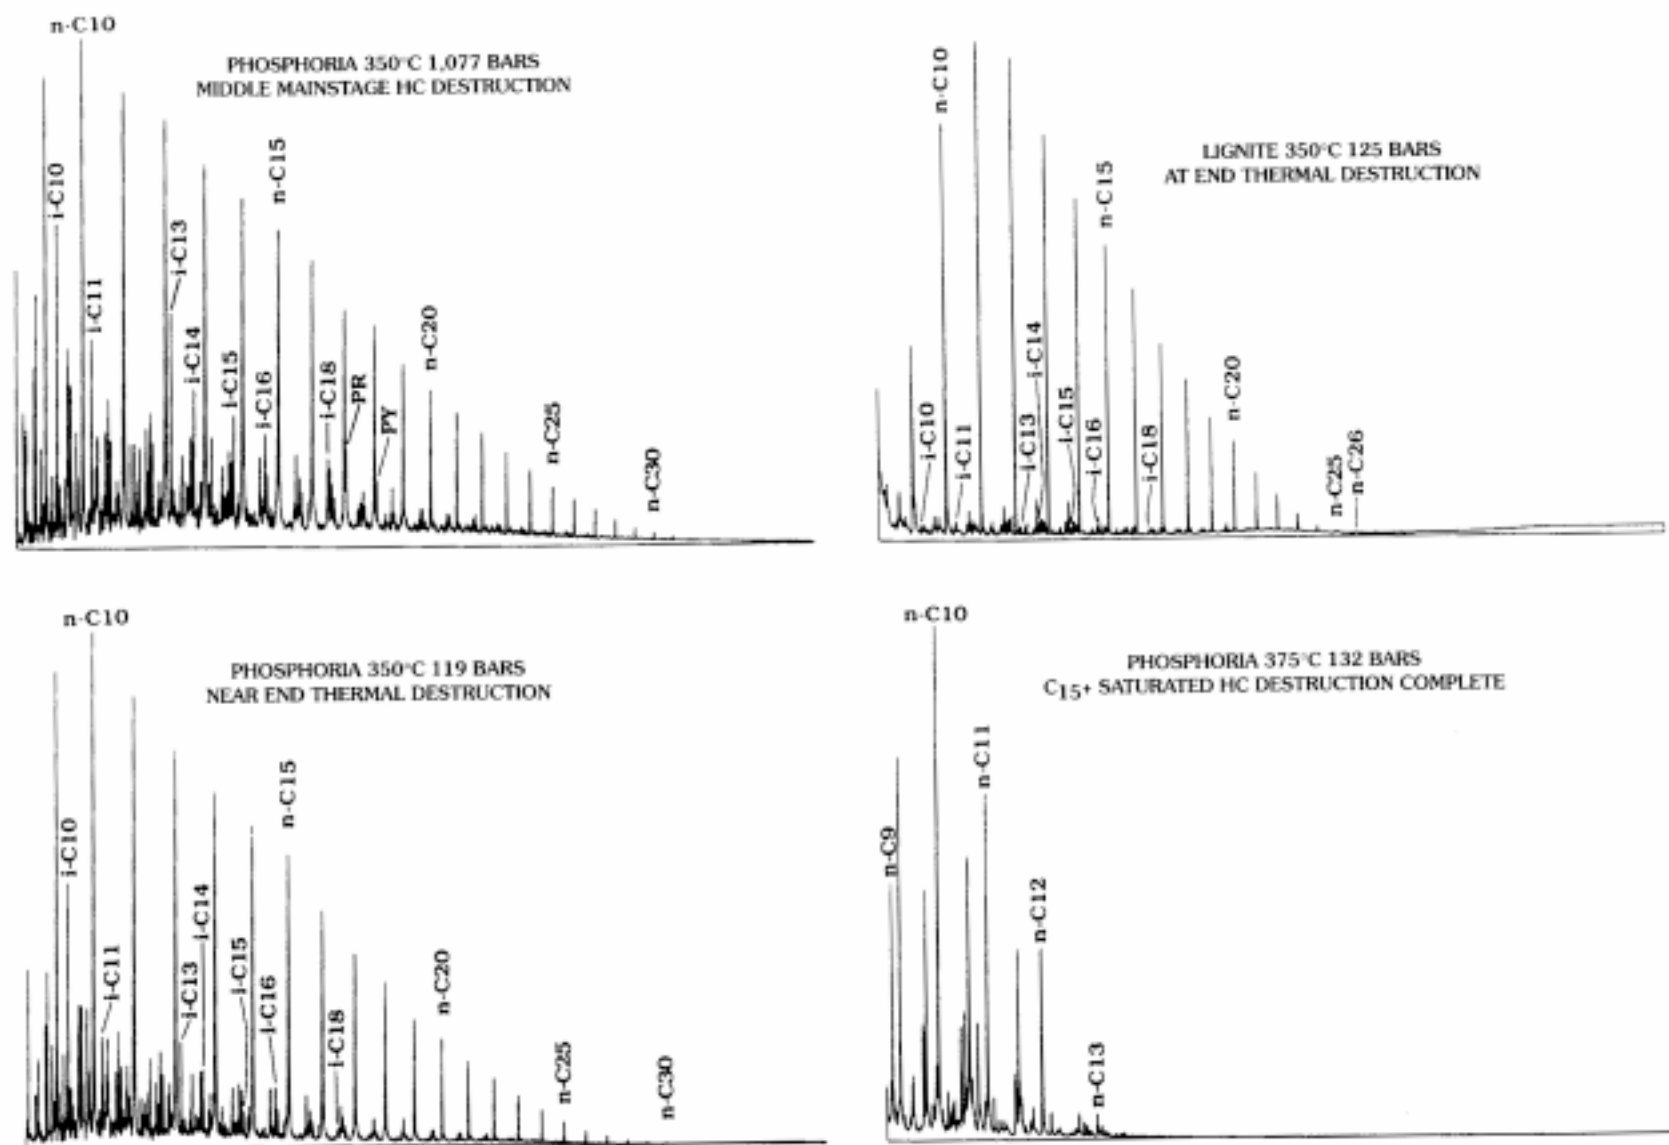 n-C10
PHOSPHORIA 350°C 1,077 BARS
MIDDLE MAINSTAGE HC DESTRUCTION
i-C10
i-C11
i-C13
i-C14
i-C15
i-C16
n-C15
i-C18
PR
PY
n-C20
n-C25
n-C30
n-C10
LIGNITE 350°C 125 BARS
AT END THERMAL DESTRUCTION
i-C10
i-C11
i-C13
i-C14
i-C15
i-C16
n-C15
i-C18
n-C20
n-C25
n-C26
n-C10
PHOSPHORIA 350°C 119 BARS
NEAR END THERMAL DESTRUCTION
i-C10
i-C11
i-C13
i-C14
i-C15
i-C16
n-C15
i-C18
n-C20
n-C25
n-C30
n-C10
PHOSPHORIA 375°C 132 BARS
C15+ SATURATED HC DESTRUCTION COMPLETE
n-C9
n-C11
n-C12
n-C13